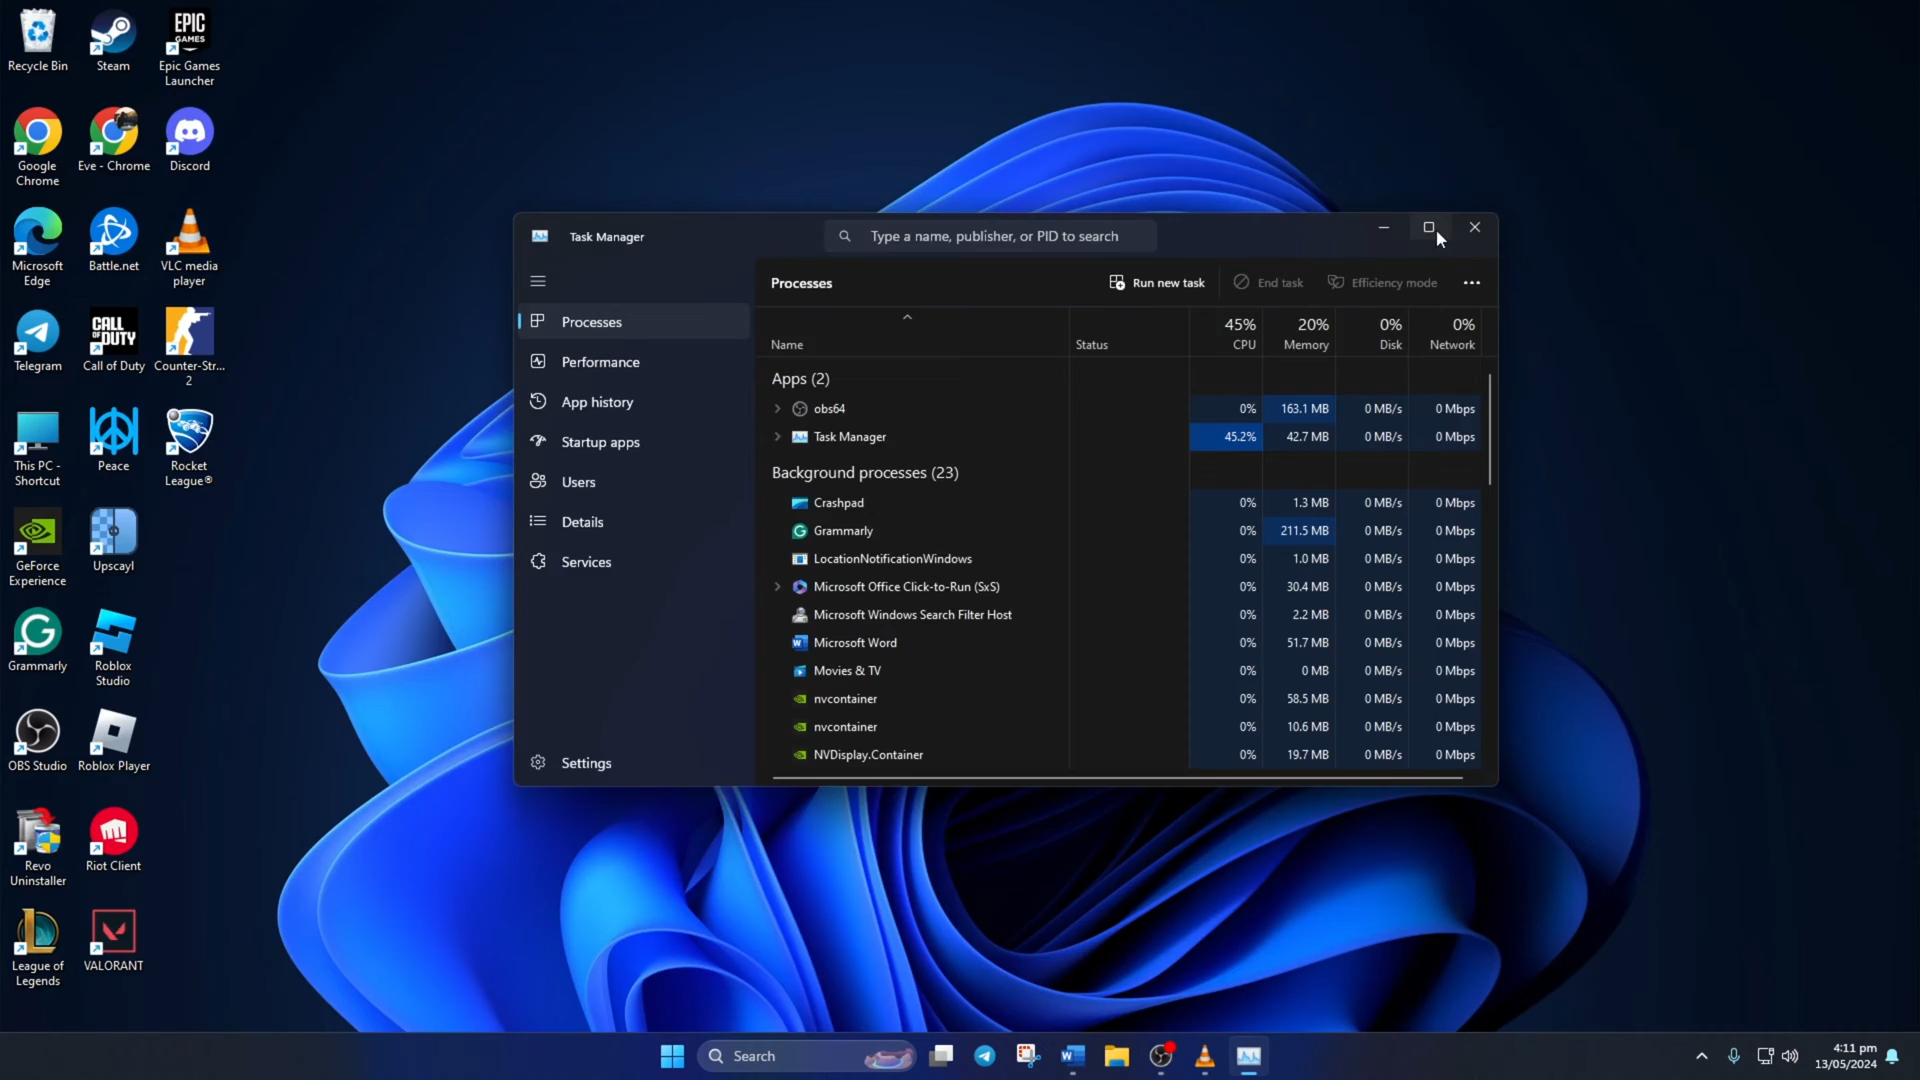 Recycle Bin
Steam
EPIC
GAMES
Epic Games
Launcher
Google
Chrome
Eve - Chrome
Discord
Microsoft
Edge
Battle.net
VLC media
player
Telegram
CALL
OF DUTY
Call of Duty
Counter-Str...
2
This PC -
Shortcut
Peace
Rocket
League®
GeForce
Experience
Upscayl
Grammarly
Roblox
Studio
OBS Studio
Roblox Player
Revo
Uninstaller
Riot Client
League of
Legends
VALORANT
Task Manager
Type a name, publisher, or PID to search
Processes
Performance
App history
Startup apps
Users
Details
Services
Settings
Processes
Run new task
End task
Efficiency mode
45% 20% 0% 0%
Name Status CPU Memory Disk Network
Apps (2)
obs64 0% 163.1 MB 0 MB/s 0 Mbps
Task Manager 45.2% 42.7 MB 0 MB/s 0 Mbps
Background processes (23)
Crashpad 0% 1.3 MB 0 MB/s 0 Mbps
Grammarly 0% 211.5 MB 0 MB/s 0 Mbps
LocationNotificationWindows 0% 1.0 MB 0 MB/s 0 Mbps
Microsoft Office Click-to-Run (SxS) 0% 30.4 MB 0 MB/s 0 Mbps
Microsoft Windows Search Filter Host 0% 2.2 MB 0 MB/s 0 Mbps
Microsoft Word 0% 51.7 MB 0 MB/s 0 Mbps
Movies & TV 0% 0 MB 0 MB/s 0 Mbps
nvcontainer 0% 58.5 MB 0 MB/s 0 Mbps
nvcontainer 0% 10.6 MB 0 MB/s 0 Mbps
NVDisplay.Container 0% 19.7 MB 0 MB/s 0 Mbps
Search
4:11 pm
13/05/2024